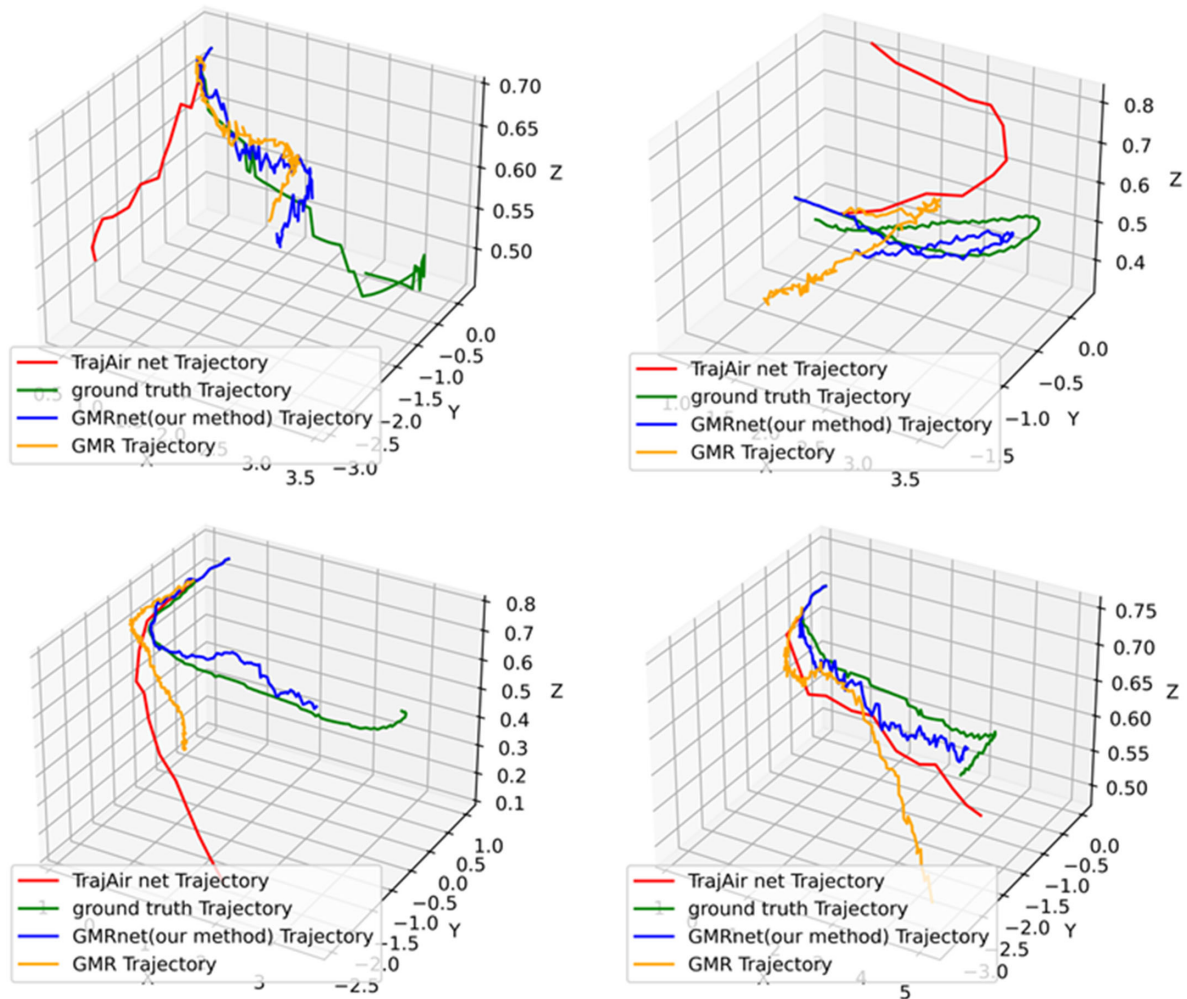 0.70
0.65
0.60
0.55
0.50
Z
0.0
−0.5
−1.0
−1.5
−2.0
−2.5
−3.0
Y
TrajAir net Trajectory
ground truth Trajectory
GMRnet(our method) Trajectory
GMR Trajectory
0.5
1.0
2.0
3.0
3.5
X
0.8
0.7
0.6
0.5
0.4
Z
0.0
−0.5
−1.0
Y
TrajAir net Trajectory
ground truth Trajectory
GMRnet(our method) Trajectory
GMR Trajectory
1.0
2.0
3.0
3.5
X
0.8
0.7
0.6
0.5
0.4
0.3
0.2
0.1
Z
1.0
0.5
0.0
−0.5
−1.0
−2.5
Y
TrajAir net Trajectory
ground truth Trajectory
GMRnet(our method) Trajectory
GMR Trajectory
3
X
0.75
0.70
0.65
0.60
0.55
0.50
Z
0.0
−0.5
−1.0
−1.5
−2.0
−3.0
Y
TrajAir net Trajectory
ground truth Trajectory
GMRnet(our method) Trajectory
GMR Trajectory
4
5
X